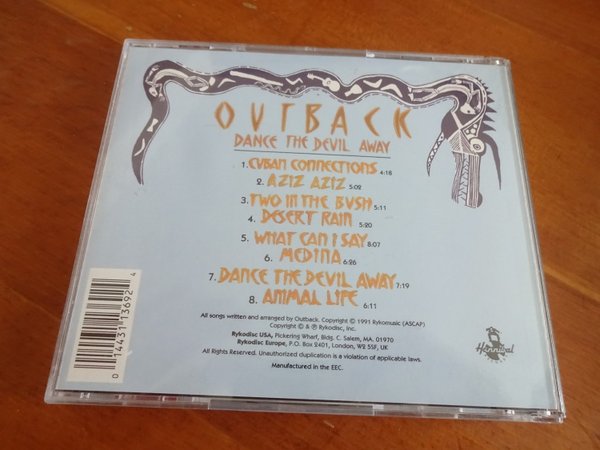 OUTBACK
DANCE THE DEVIL AWAY
1. CUBAN CONNECTIONS 4:18
2. AZIZ AZIZ 5:02
3. TWO IN THE BUSH 5:11
4. DESERT RAIN 5:20
5. WHAT CAN I SAY 8:07
6. MEDINA 6:26
7. DANCE THE DEVIL AWAY 7:19
8. ANIMAL LIFE 6:11
All songs written and arranged by Outback. Copyright © 1991 Rykomusic (ASCAP)
Copyright © & ℗ Rykodisc, Inc.
Rykodisc USA, Pickering Wharf, Bldg. C. Salem, MA. 01970
Rykodisc Europe, P.O. Box 2401, London, W2 5SF, UK
All Rights Reserved. Unauthorized duplication is a violation of applicable laws.
Manufactured in the EEC.
0 14431-13692 4
Hannibal